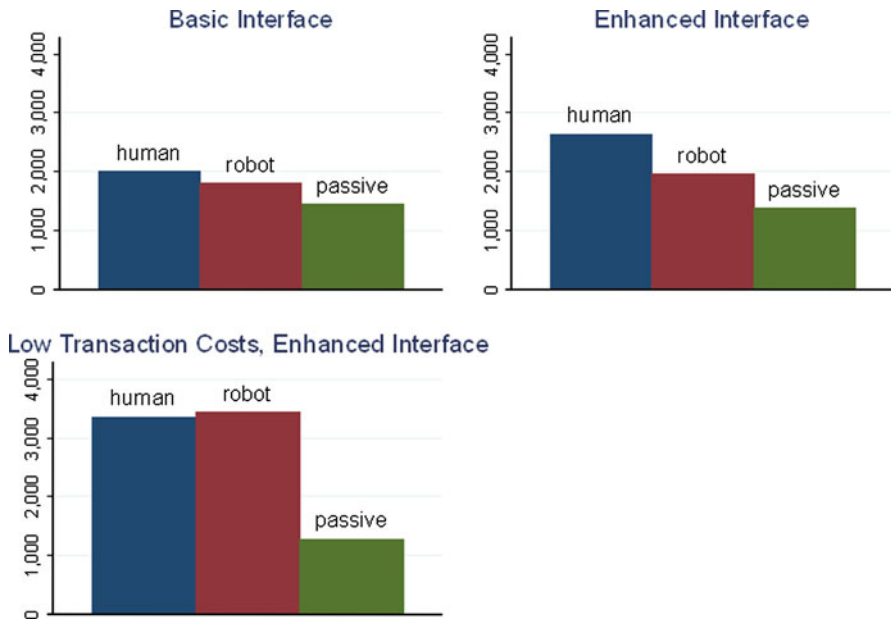 Basic Interface
4,000
3,000
2,000
1,000
0
human
robot
passive
Enhanced Interface
4,000
3,000
2,000
1,000
0
human
robot
passive
Low Transaction Costs, Enhanced Interface
4,000
3,000
2,000
1,000
0
human
robot
passive